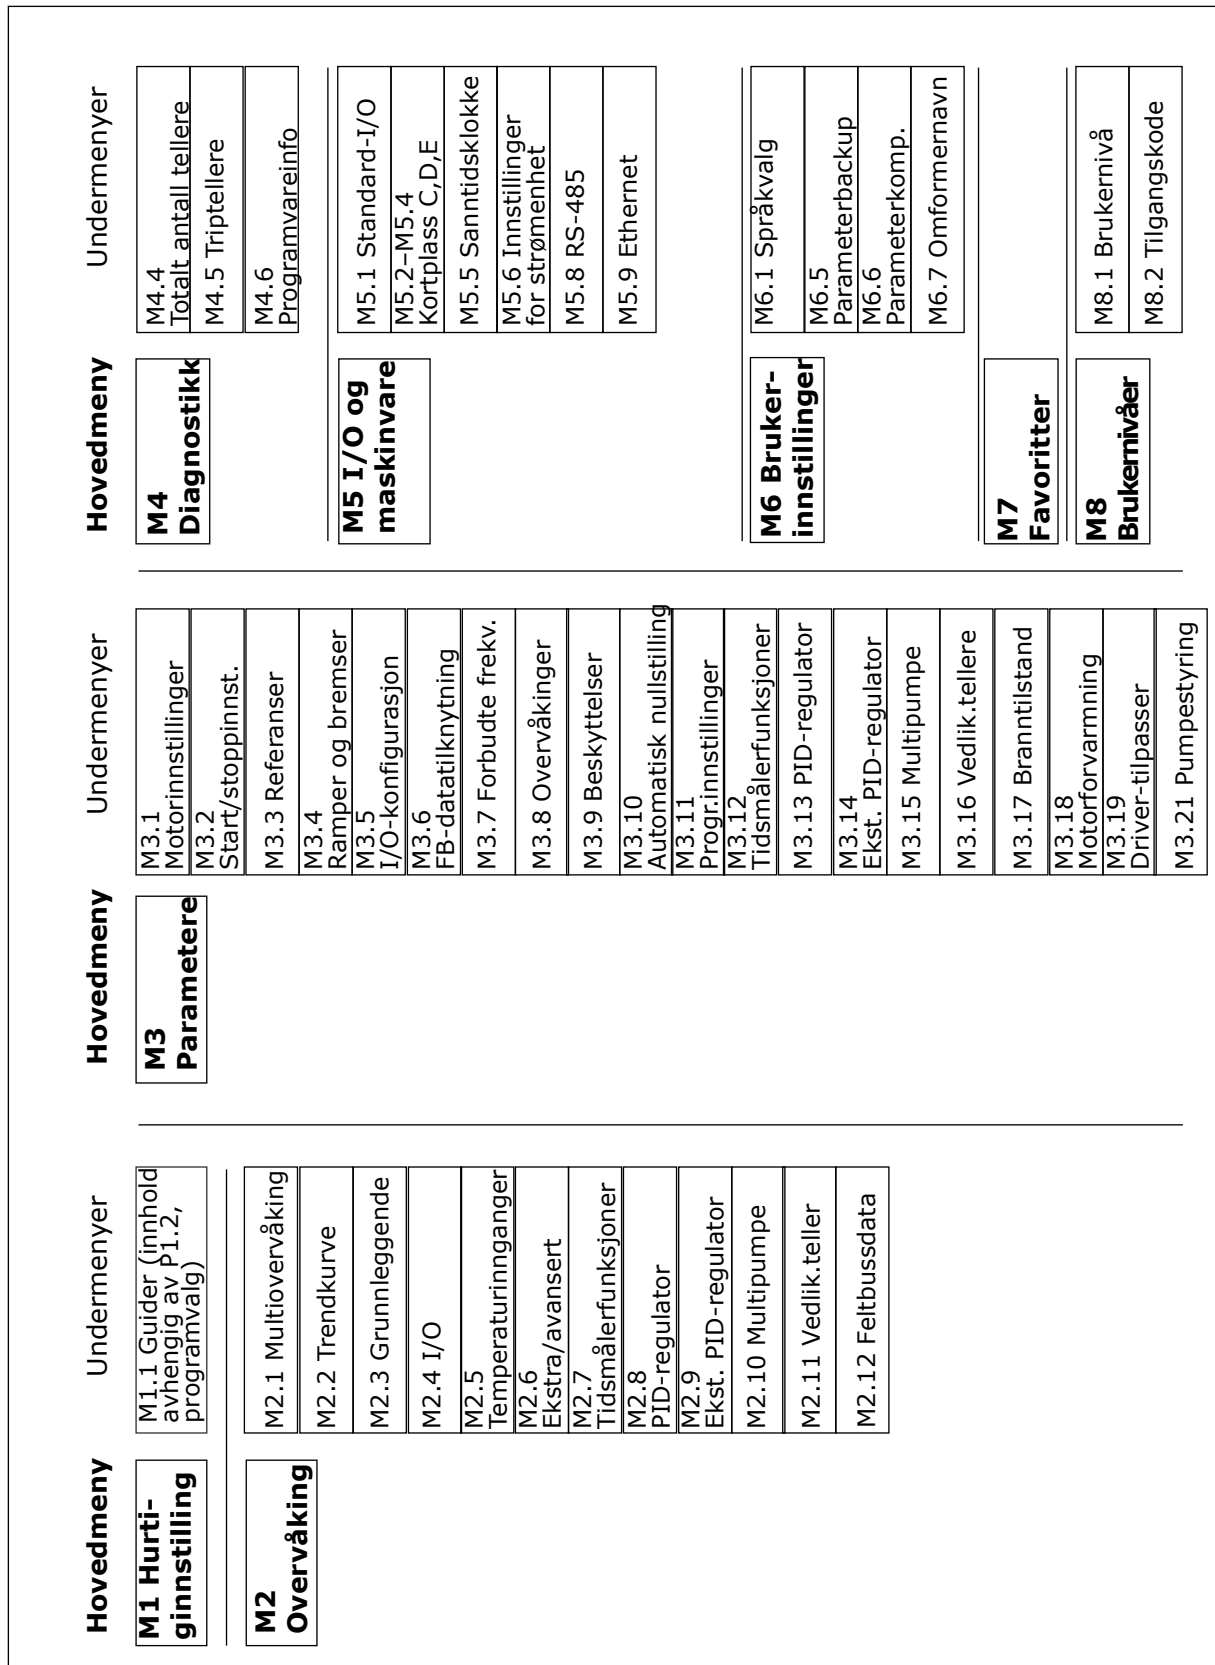 Hovedmeny
Undermenyer
M1 Hurti-
ginnstilling
M1.1 Guider (innhold
avhengig av P1.2,
programvalg)
M2
Overvåking
M2.1 Multiovervåking
M2.2 Trendkurve
M2.3 Grunnleggende
M2.4 I/O
M2.5
Temperaturinnganger
M2.6
Ekstra/avansert
M2.7
Tidsmålerfunksjoner
M2.8
PID-regulator
M2.9
Ekst. PID-regulator
M2.10 Multipumpe
M2.11 Vedlik.teller
M2.12 Feltbussdata
Hovedmeny
Undermenyer
M3
Parametere
M3.1
Motorinnstillinger
M3.2
Start/stoppinnst.
M3.3 Referanser
M3.4
Ramper og bremser
M3.5
I/O-konfigurasjon
M3.6
FB-datatilknytning
M3.7 Forbudte frekv.
M3.8 Overvåkinger
M3.9 Beskyttelser
M3.10
Automatisk nullstilling
M3.11
Progr.innstillinger
M3.12
Tidsmålerfunksjoner
M3.13 PID-regulator
M3.14
Ekst. PID-regulator
M3.15 Multipumpe
M3.16 Vedlik.tellere
M3.17 Branntilstand
M3.18
Motorforvarmning
M3.19
Driver-tilpasser
M3.21 Pumpestyring
Hovedmeny
Undermenyer
M4
Diagnostikk
M4.4
Totalt antall tellere
M4.5 Triptellere
M4.6
Programvareinfo
M5 I/O og
maskinvare
M5.1 Standard-I/O
M5.2–M5.4
Kortplass C,D,E
M5.5 Sanntidsklokke
M5.6 Innstillinger
for strømenhet
M5.8 RS-485
M5.9 Ethernet
M6 Bruker-
innstillinger
M6.1 Språkvalg
M6.5
Parameterbackup
M6.6
Parameterkomp.
M6.7 Omformernavn
M7
Favoritter
M8
Brukernivåer
M8.1 Brukernivå
M8.2 Tilgangskode